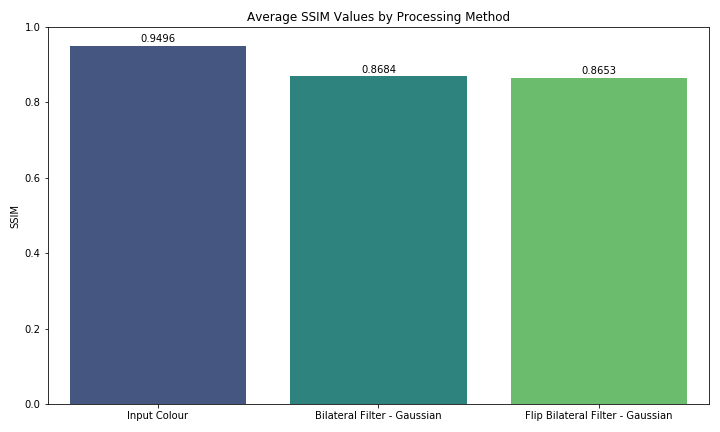 Average SSIM Values by Processing Method
1.0
0.8
0.6
0.4
0.2
0.0
SSIM
0.9496
0.8684
0.8653
Input Colour
Bilateral Filter - Gaussian
Flip Bilateral Filter - Gaussian